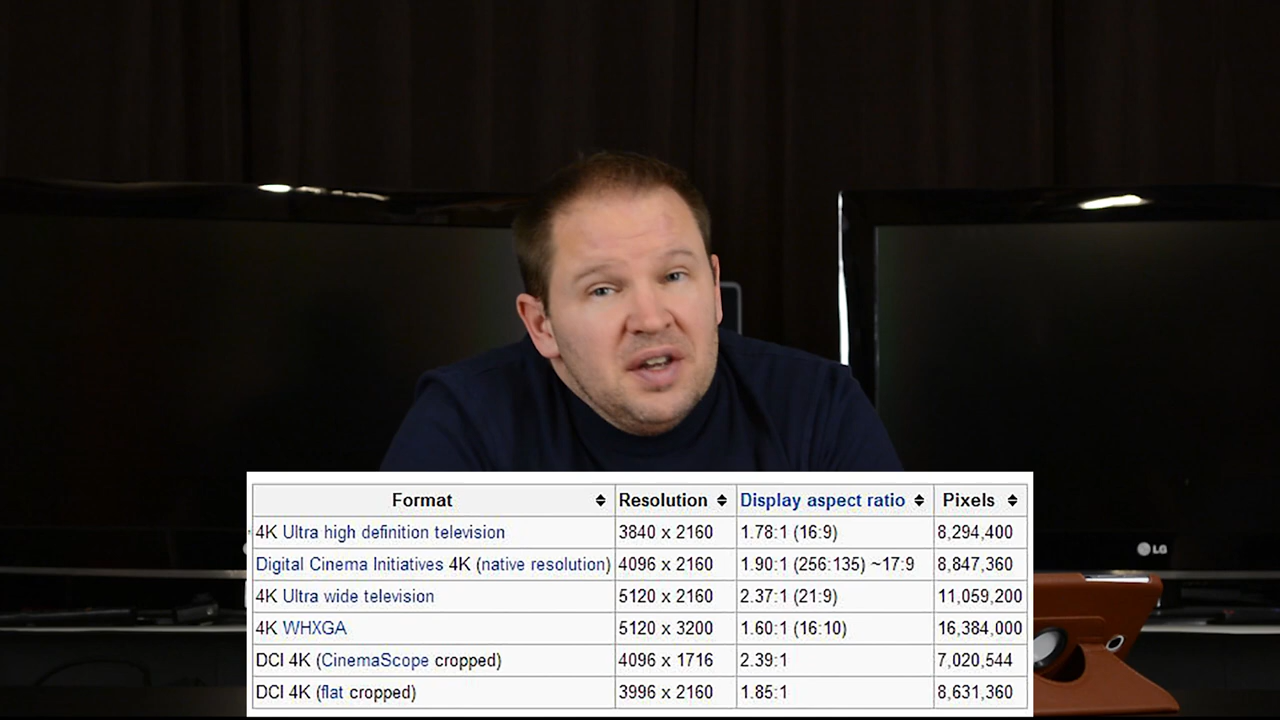 Format Resolution Display aspect ratio Pixels
4K Ultra high definition television 3840 x 2160 1.78:1 (16:9) 8,294,400
Digital Cinema Initiatives 4K (native resolution) 4096 x 2160 1.90:1 (256:135) ~17:9 8,847,360
4K Ultra wide television 5120 x 2160 2.37:1 (21:9) 11,059,200
4K WHXGA 5120 x 3200 1.60:1 (16:10) 16,384,000
DCI 4K (CinemaScope cropped) 4096 x 1716 2.39:1 7,020,544
DCI 4K (flat cropped) 3996 x 2160 1.85:1 8,631,360
LG